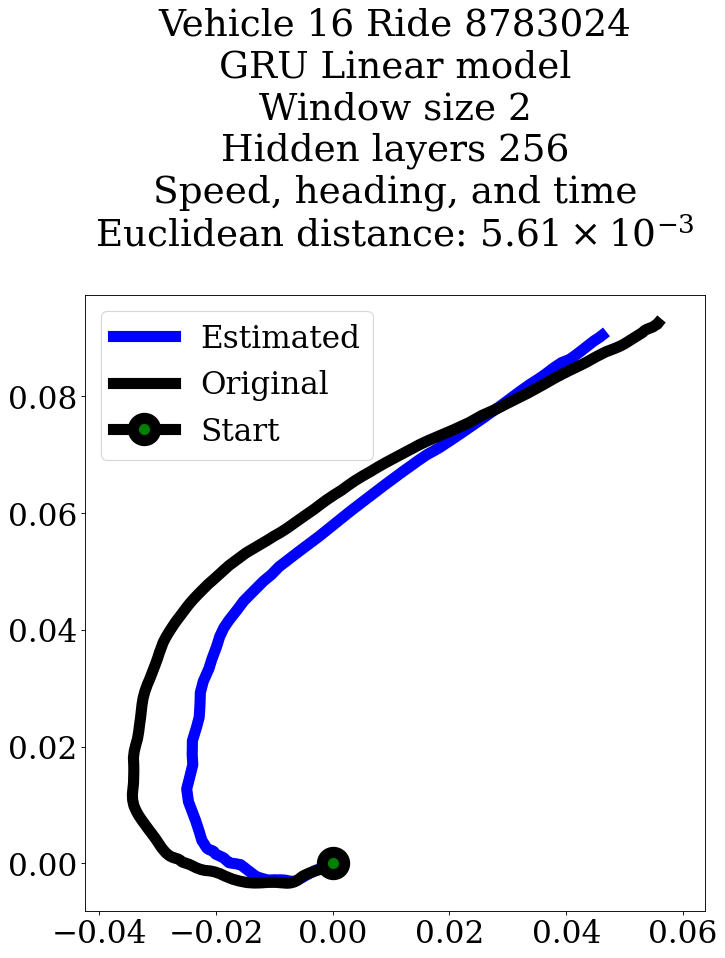 Vehicle 16 Ride 8783024
GRU Linear model
Window size 2
Hidden layers 256
Speed, heading, and time
Euclidean distance: 5.61 × 10⁻³
Estimated
Original
Start
0.08
0.06
0.04
0.02
0.00
−0.04 −0.02 0.00 0.02 0.04 0.06